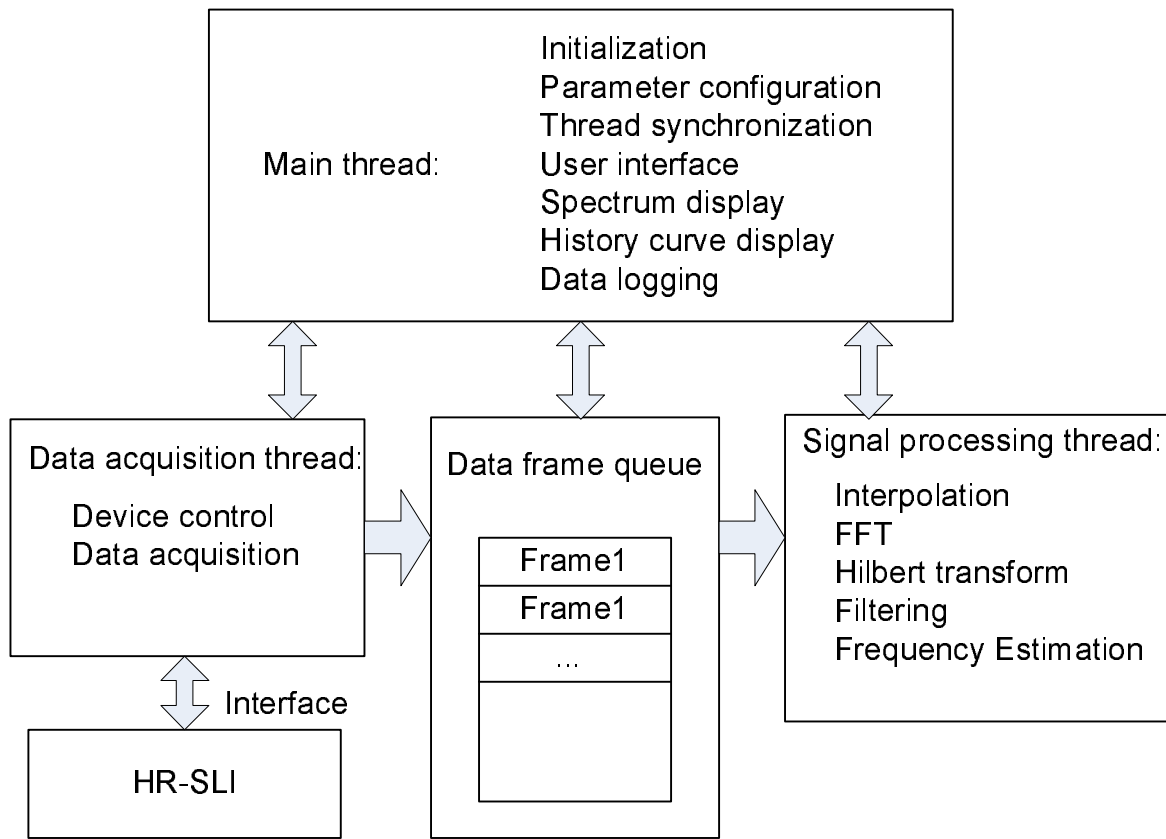 Main thread:
Initialization
Parameter configuration
Thread synchronization
User interface
Spectrum display
History curve display
Data logging
Data acquisition thread:
Device control
Data acquisition
Interface
HR-SLI
Data frame queue
Frame1
Frame1
...
Signal processing thread:
Interpolation
FFT
Hilbert transform
Filtering
Frequency Estimation